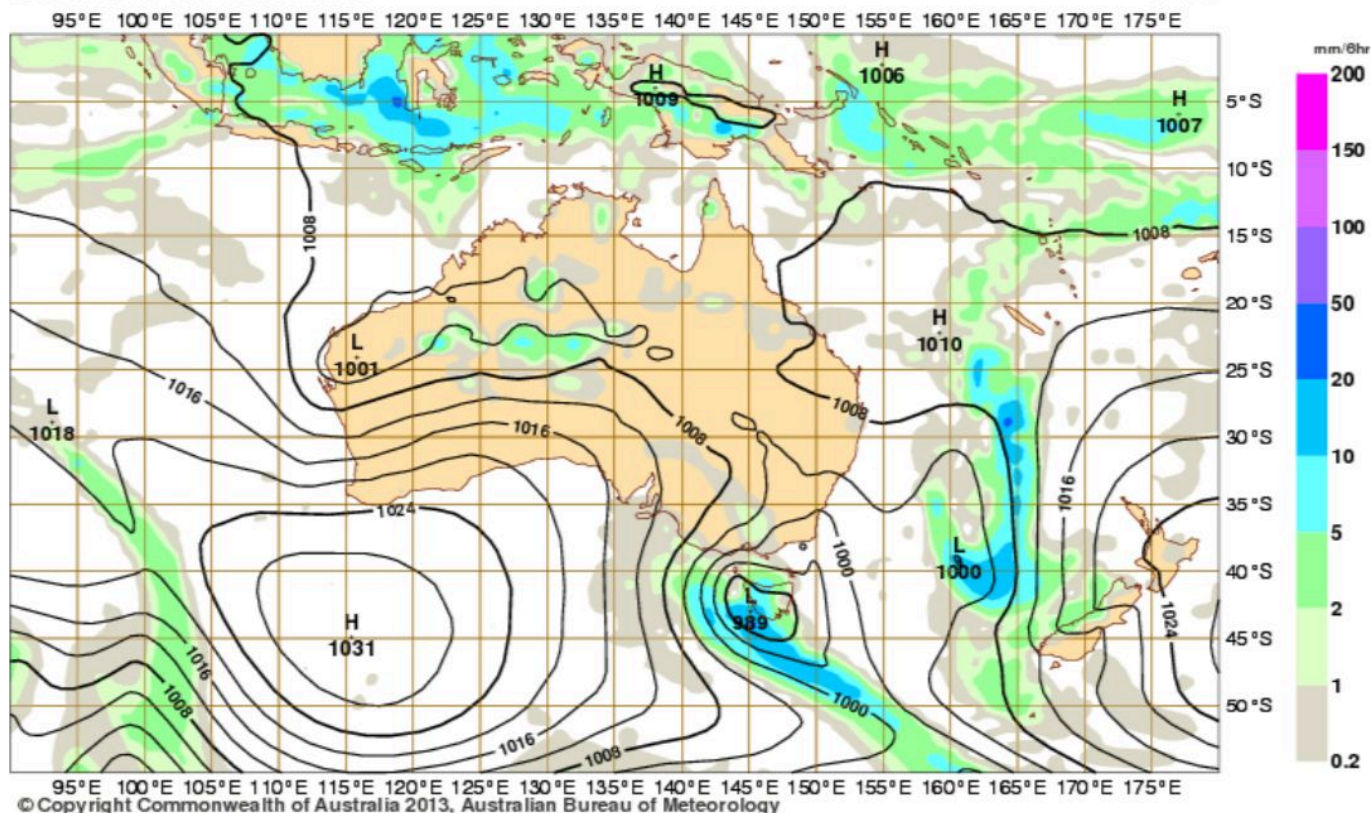 95°E 100°E 105°E 110°E 115°E 120°E 125°E 130°E 135°E 140°E 145°E 150°E 155°E 160°E 165°E 170°E 175°E
mm/6hr
200
H
1006
H
1009
H
1007
5°S
150
10°S
100
1008
1008
15°S
50
20°S
H
1010
L
1001
20
25°S
1016
1008
L
1018
1016
1008
30°S
10
1016
1024
35°S
5
1000
L
1000
40°S
L
989
2
1024
H
1031
45°S
1016
1
1008
1000
50°S
1016
1008
0.2
95°E 100°E 105°E 110°E 115°E 120°E 125°E 130°E 135°E 140°E 145°E 150°E 155°E 160°E 165°E 170°E 175°E
© Copyright Commonwealth of Australia 2013, Australian Bureau of Meteorology